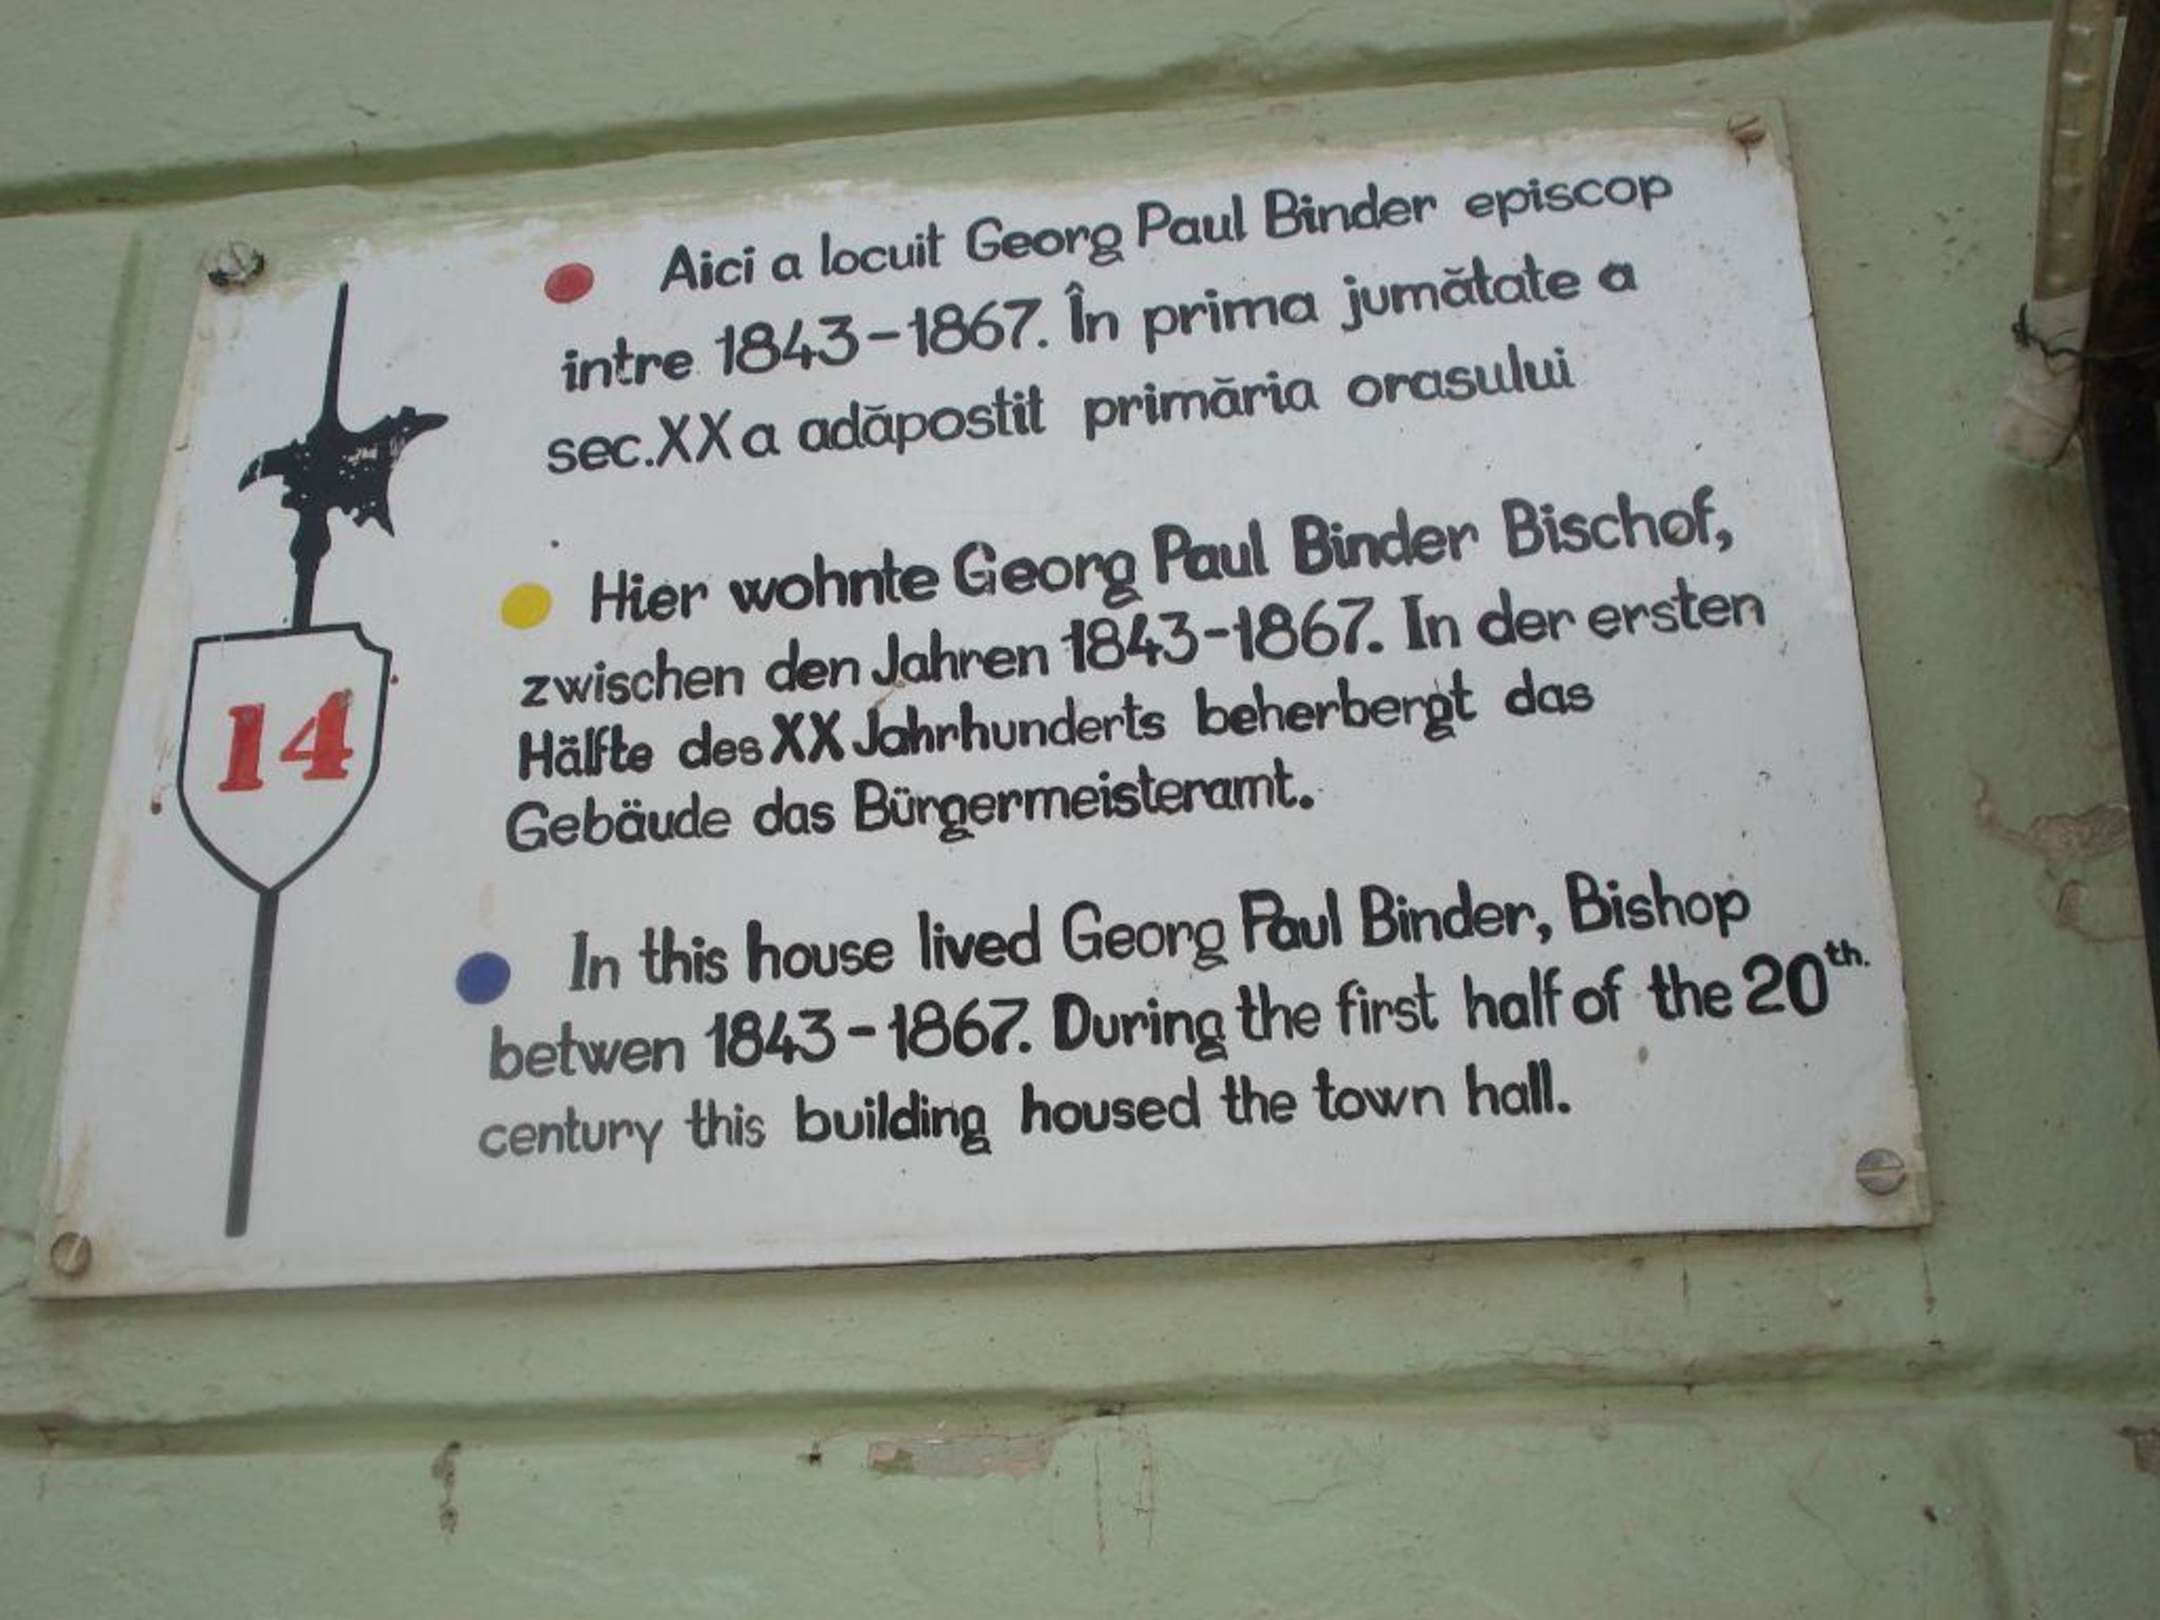 Aici a locuit Georg Paul Binder episcop
intre 1843-1867. În prima jumătate a
sec.XX a adăpostit primăria orasului
Hier wohnte Georg Paul Binder Bischof,
zwischen den Jahren 1843-1867. In der ersten
Hälfte des XX Jahrhunderts beherbergt das
Gebäude das Bürgermeisteramt.
14
In this house lived Georg Paul Binder, Bishop
betwen 1843-1867. During the first half of the 20th.
century this building housed the town hall.